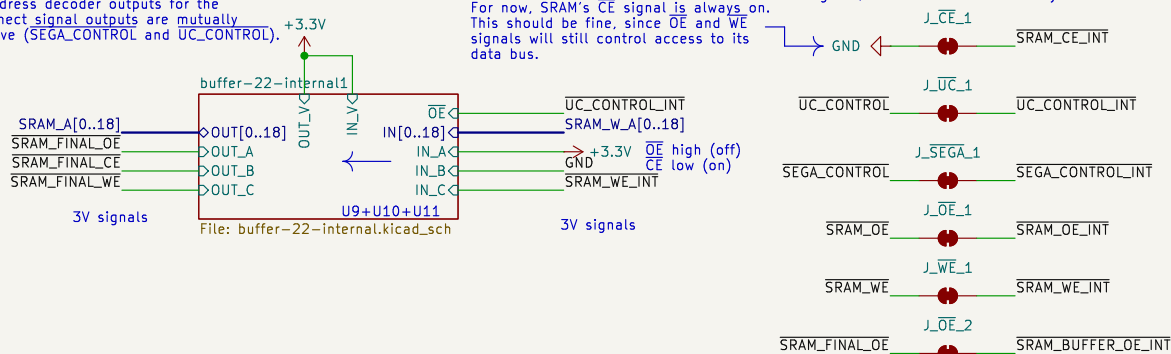 dress decoder outputs for the
nect signal outputs are mutually
ve (SEGA_CONTROL and UC_CONTROL).
For now, SRAM's CE signal is always on.
This should be fine, since OE and WE
signals will still control access to its
data bus.
+3.3V
buffer-22-internal1
OUT_V
IN_V
OE
UC_CONTROL_INT
SRAM_A[0..18]
OUT[0..18]
IN[0..18]
SRAM_W_A[0..18]
SRAM_FINAL_OE
OUT_A
IN_A
+3.3V
OE high (off)
SRAM_FINAL_CE
OUT_B
IN_B
GND
CE low (on)
SRAM_FINAL_WE
OUT_C
IN_C
SRAM_WE_INT
U9+U10+U11
3V signals
3V signals
File: buffer-22-internal.kicad_sch
J_CE_1
GND
SRAM_CE_INT
J_UC_1
UC_CONTROL
UC_CONTROL_INT
J_SEGA_1
SEGA_CONTROL
SEGA_CONTROL_INT
J_OE_1
SRAM_OE
SRAM_OE_INT
J_WE_1
SRAM_WE
SRAM_WE_INT
J_OE_2
SRAM_FINAL_OE
SRAM_BUFFER_OE_INT